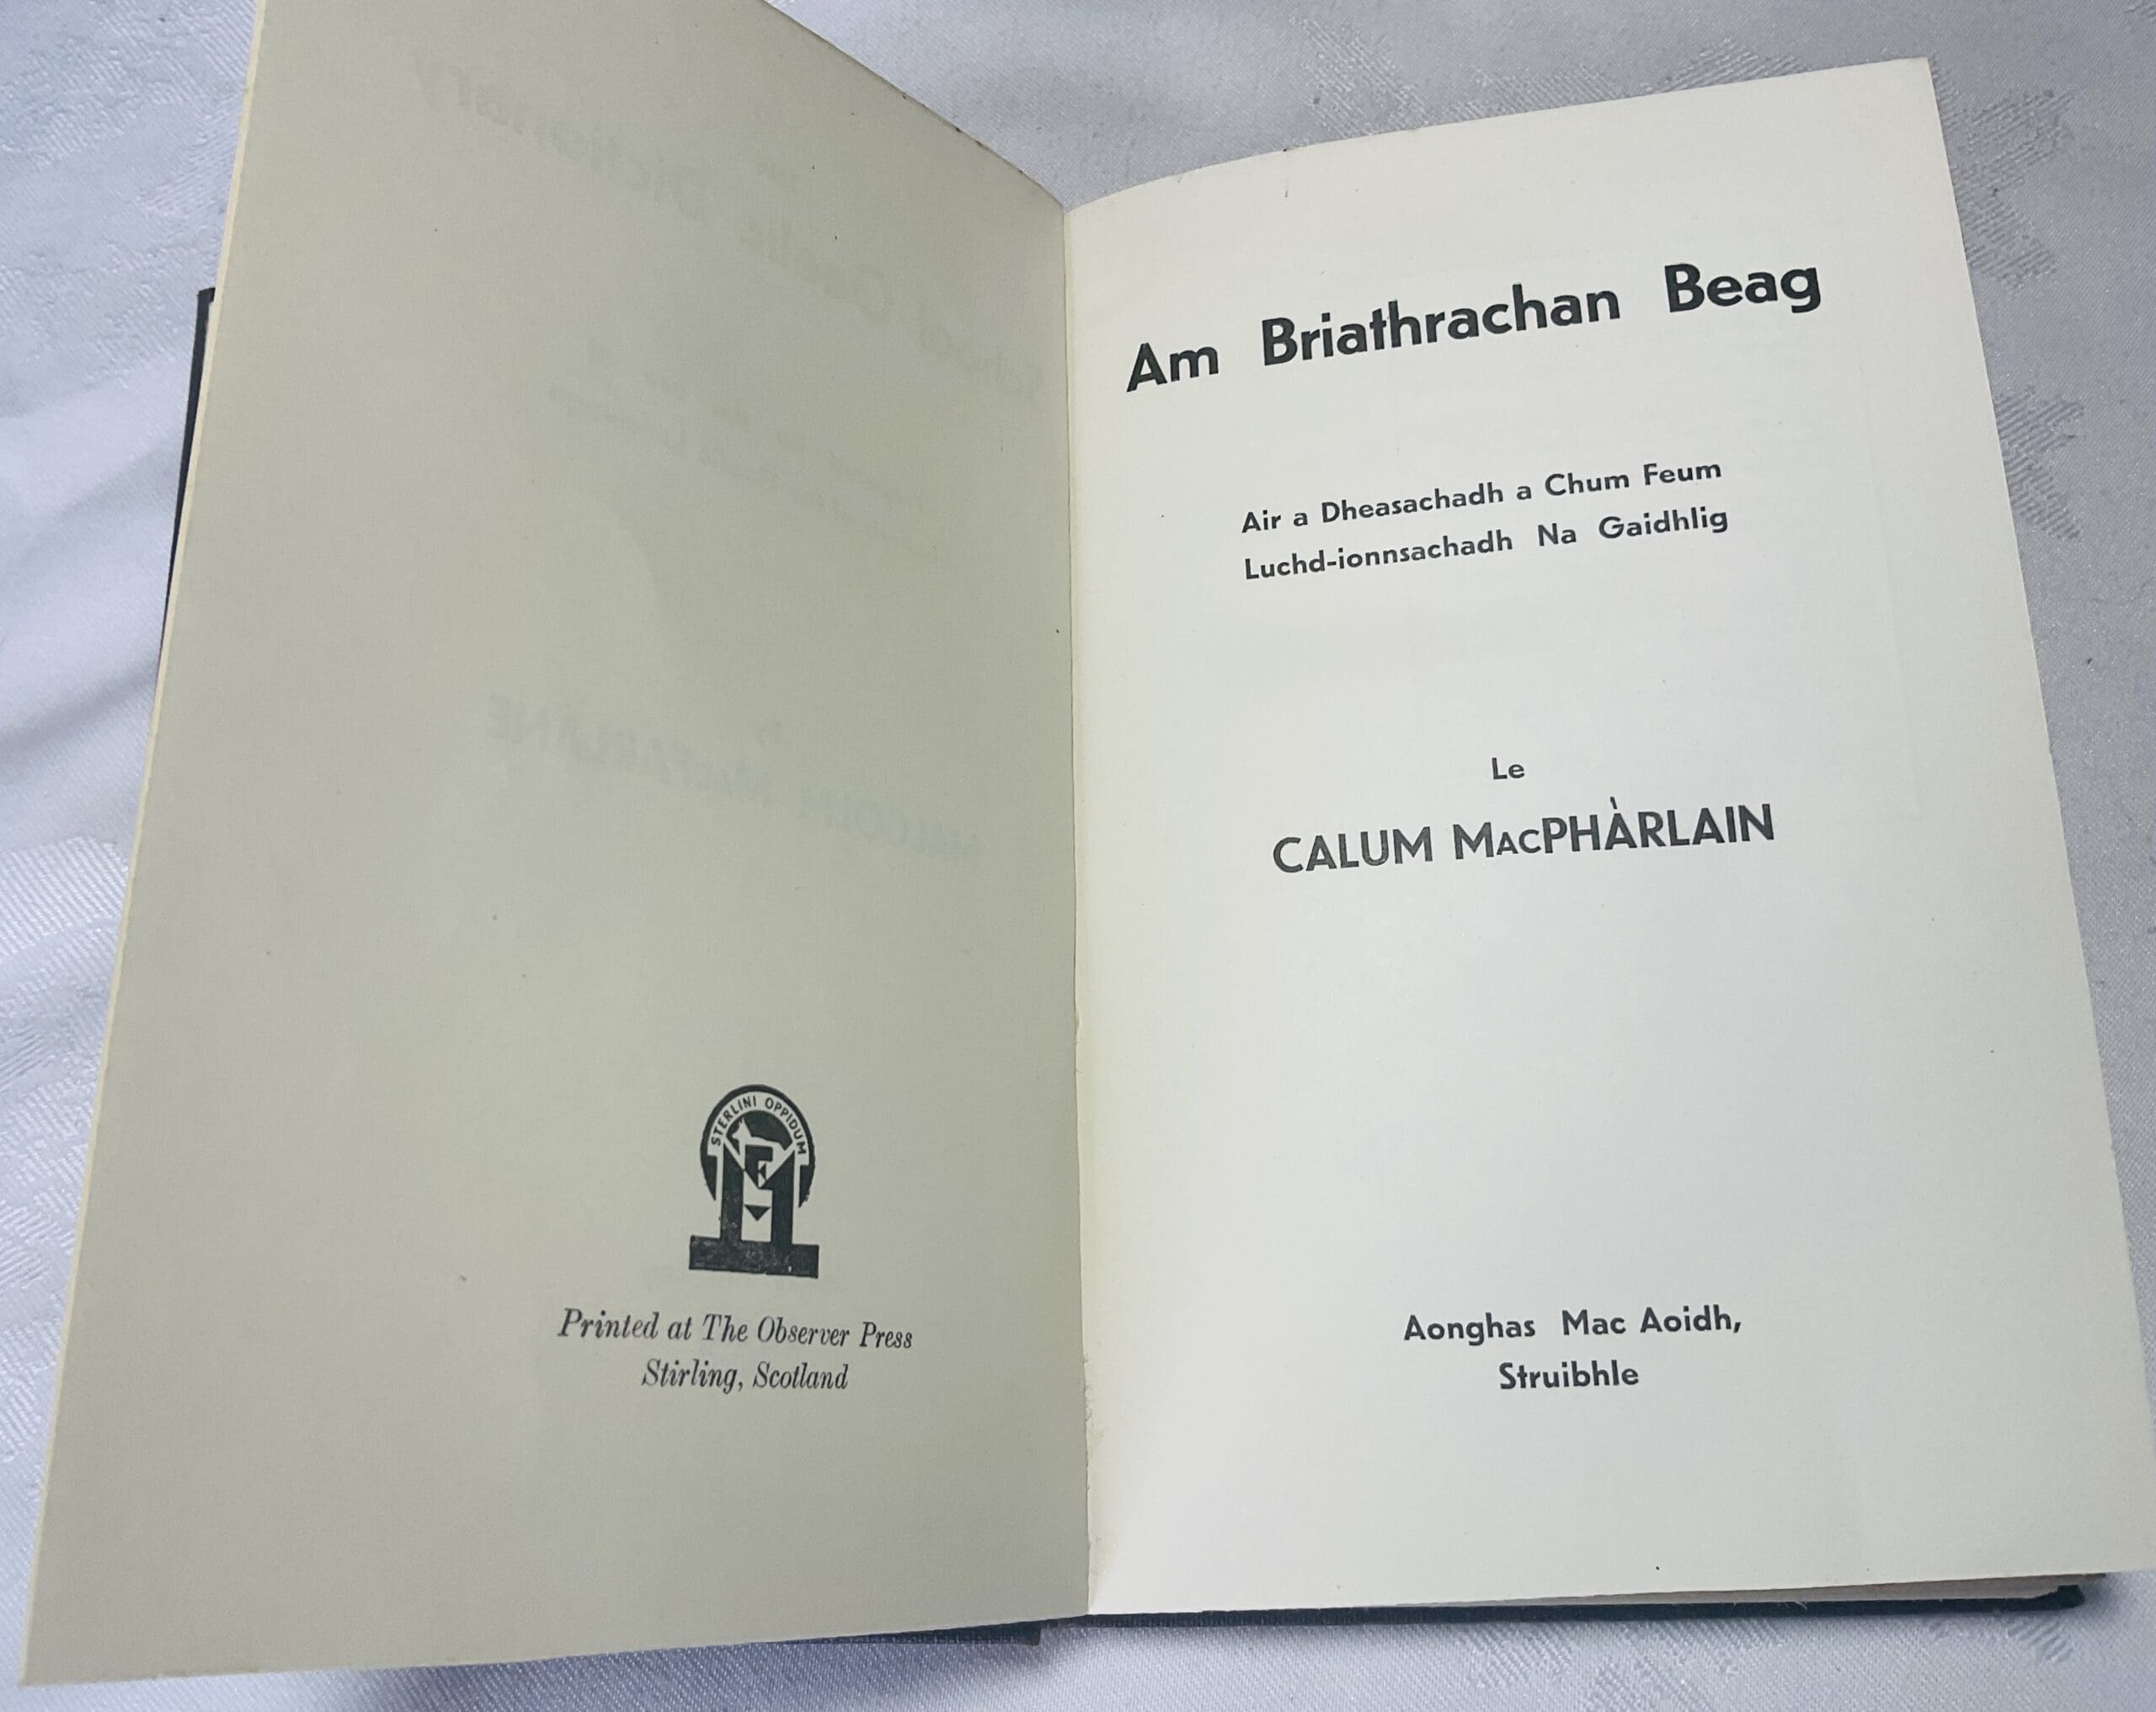 STERLINI OPPIDUM
Printed at The Observer Press
Stirling, Scotland
Am Briathrachan Beag
Air a Dheasachadh a Chum Feum
Luchd-ionnsachadh Na Gaidhlig
Le
CALUM MACPHÀRLAIN
Aonghas Mac Aoidh,
Struibhle